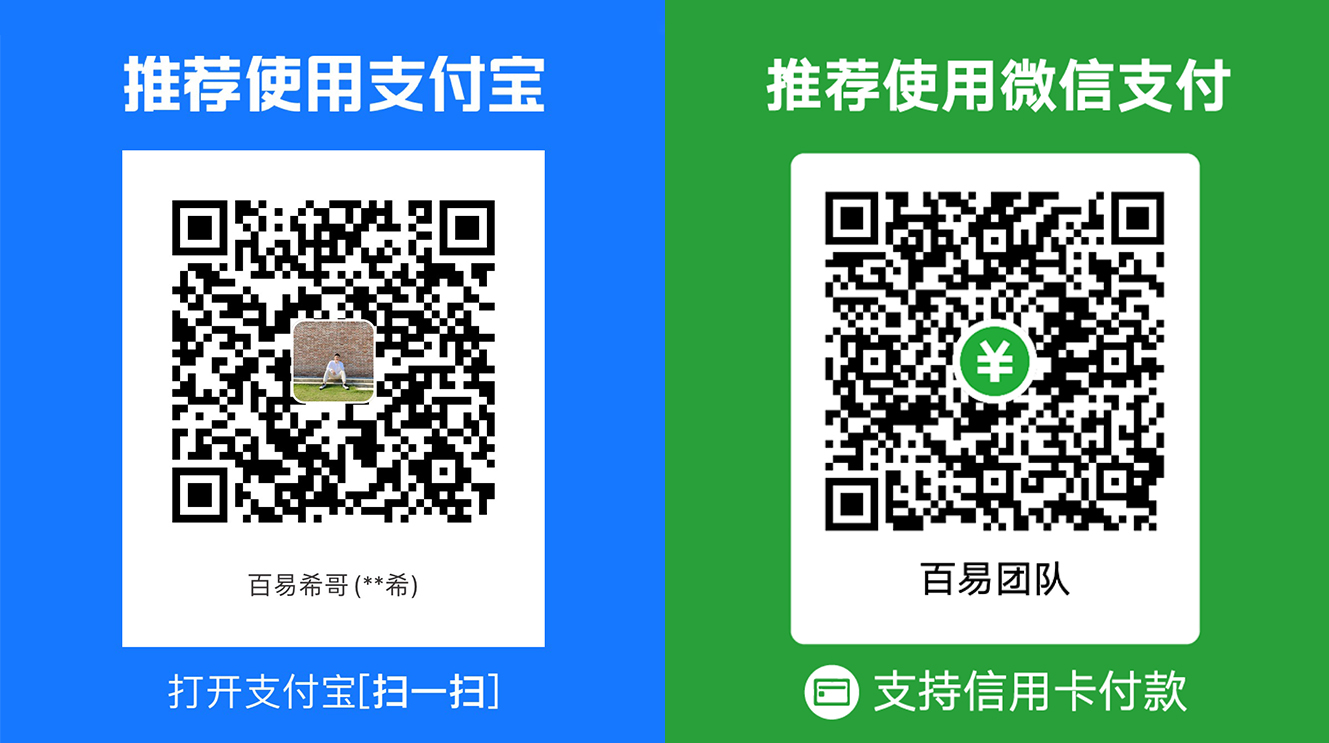 推荐使用支付宝
百易希哥(**希)
打开支付宝[扫一扫]
推荐使用微信支付
¥
百易团队
支持信用卡付款